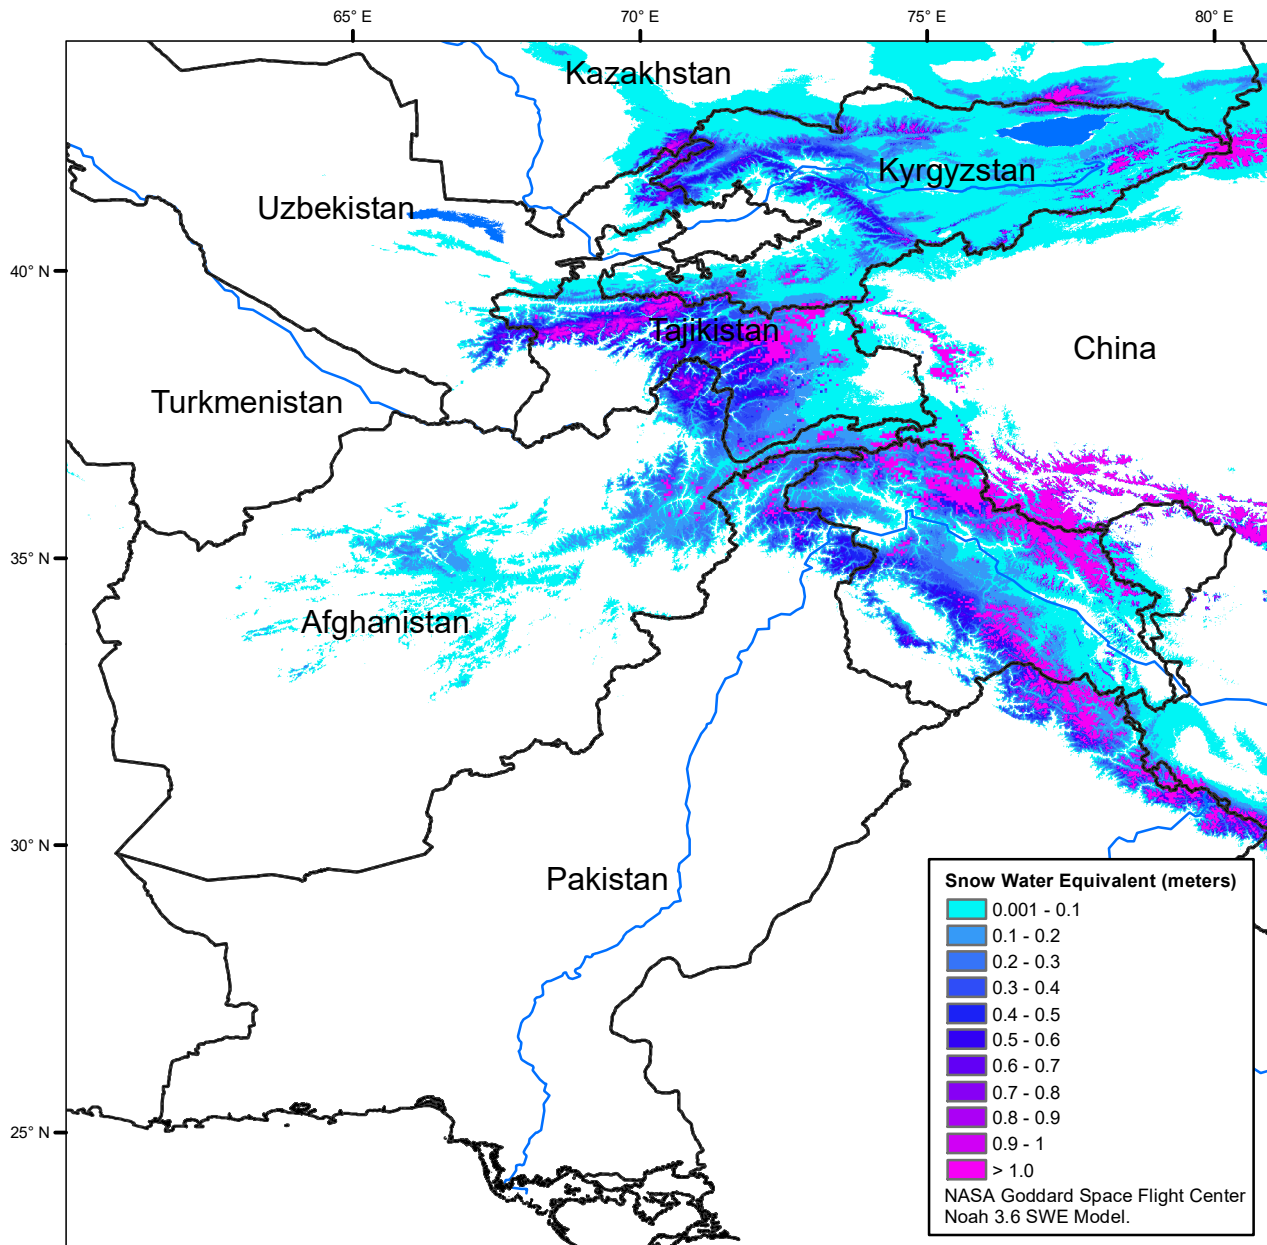 65° E
70° E
75° E
80° E
Kazakhstan
Kyrgyzstan
Uzbekistan
40° N
Tajikistan
China
Turkmenistan
35° N
Afghanistan
30° N
Pakistan
25° N
Snow Water Equivalent (meters)
0.001 - 0.1
0.1 - 0.2
0.2 - 0.3
0.3 - 0.4
0.4 - 0.5
0.5 - 0.6
0.6 - 0.7
0.7 - 0.8
0.8 - 0.9
0.9 - 1
> 1.0
NASA Goddard Space Flight Center
Noah 3.6 SWE Model.